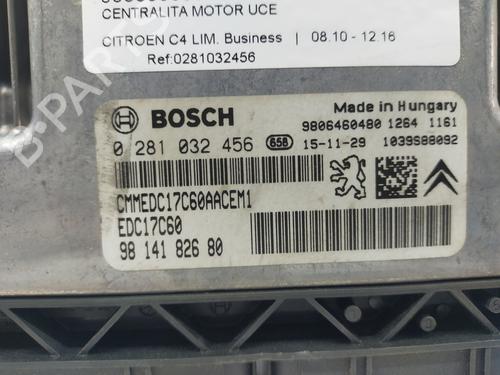 CENTRALITA MOTOR UCE
CITROEN C4 LIM. Business | 08.10 - 12.16
Ref:0281032456
BOSCH
Made in Hungary
9806460480 1264 1161
0 281 032 456 658 15-11-29 1039S88092
CMMEDC17C60AACEM1
EDC17C60
98 141 826 80